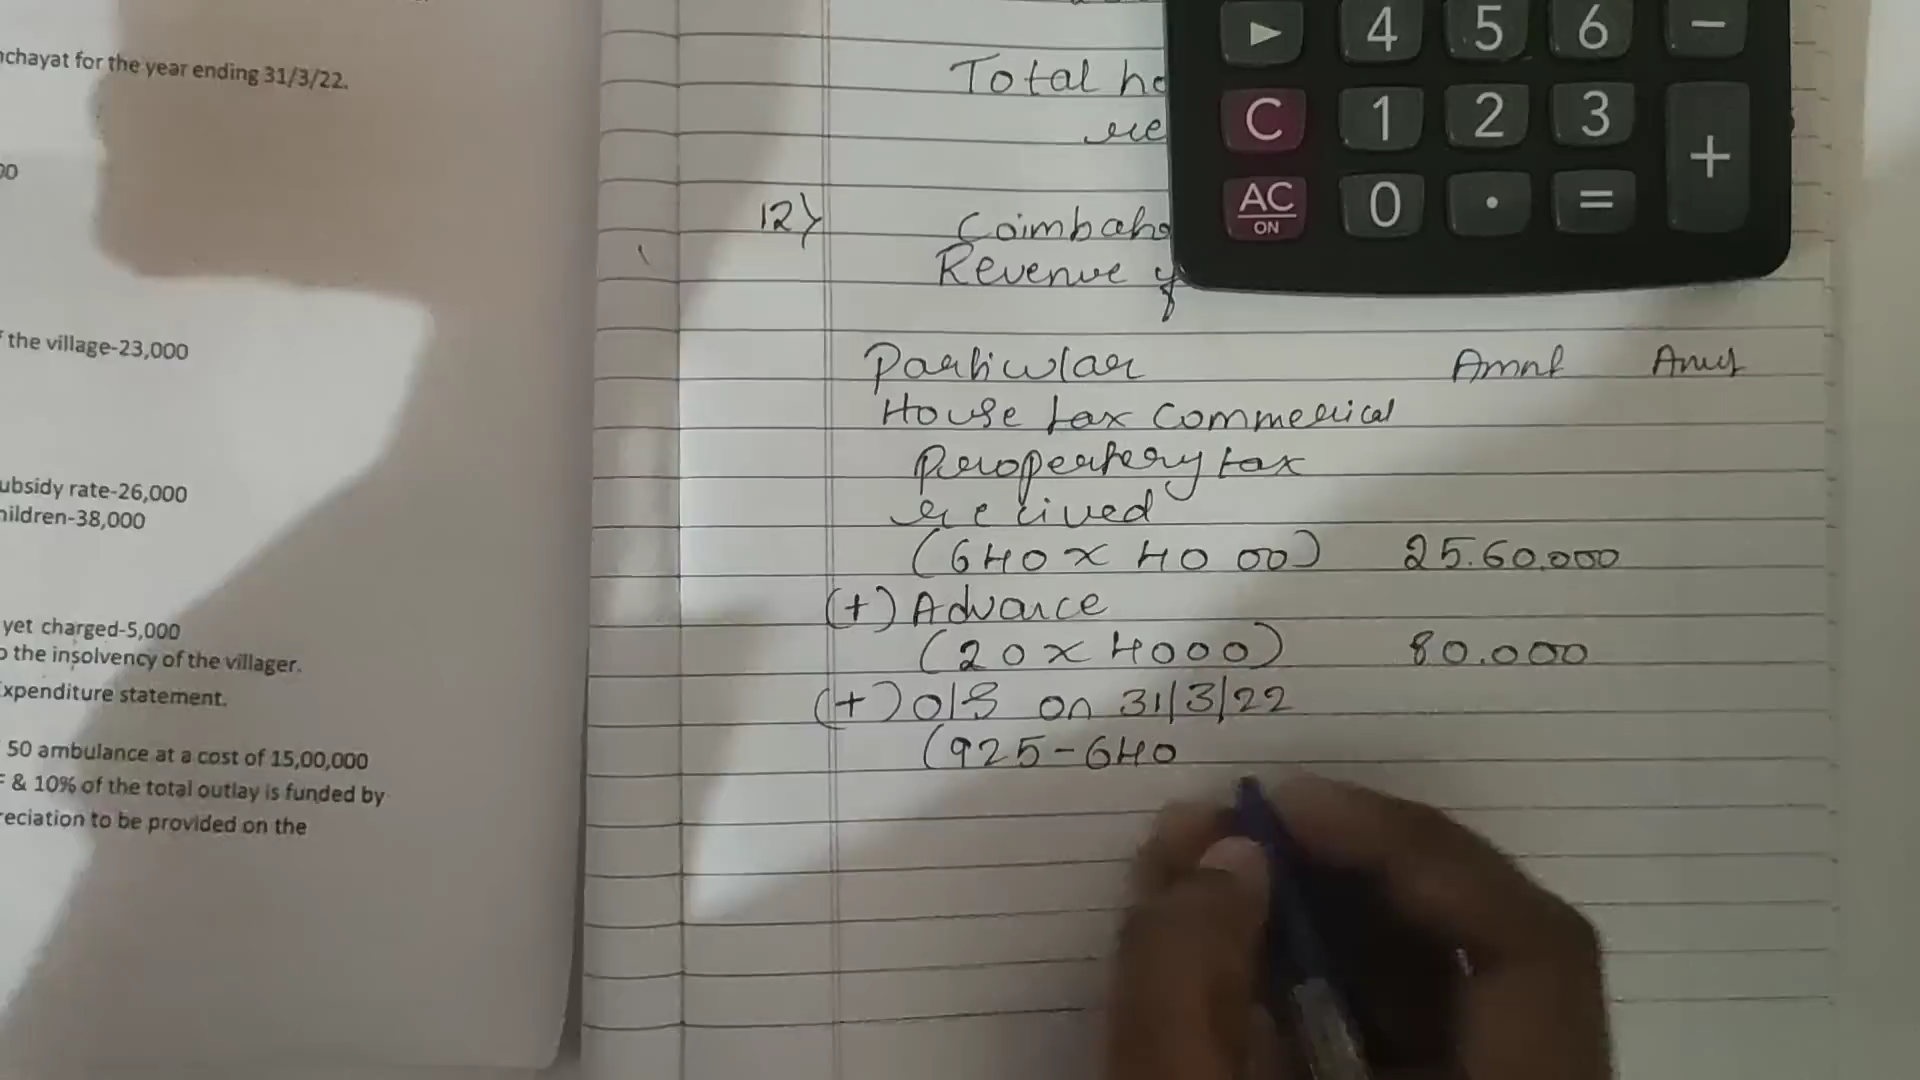 chayat for the year ending 31/3/22.
the village-23,000
ubsidy rate-26,000
hildren-38,000
yet charged-5,000
the insolvency of the villager.
xpenditure statement.
50 ambulance at a cost of 15,00,000
& 10% of the total outlay is funded by
reciation to be provided on the
Total ho
re
12)
Coimbato
Revenue
Particular Amnt Amt
House tax commerical
Propertery tax
recived
(640 x 4000) 25.60.000
(+) Advance
(20 x 4000) 80.000
(+) O/S on 31/3/22
(925-640
4 5 6 −
C 1 2 3
AC ON 0 . = +